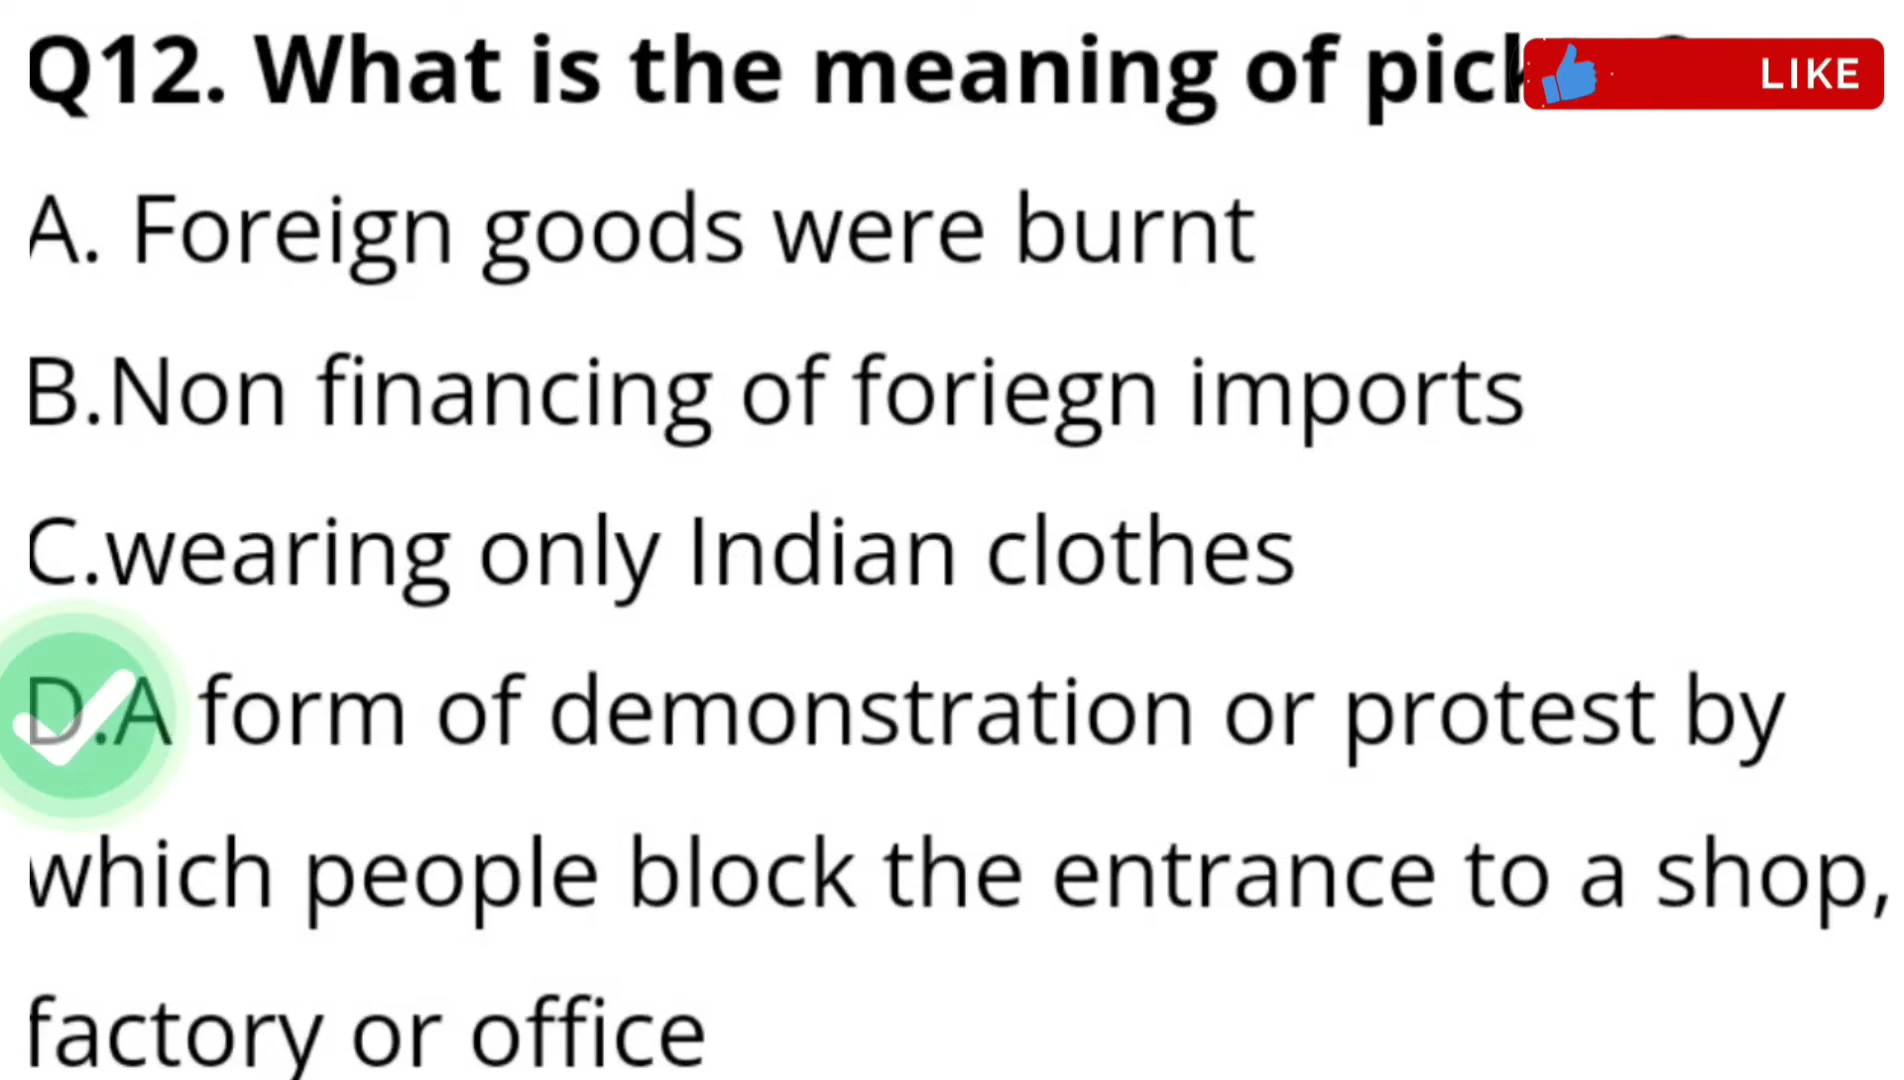 Q12. What is the meaning of
LIKE
A. Foreign goods were burnt
B.Non financing of foriegn imports
C.wearing only Indian clothes
D.A form of demonstration or protest by
which people block the entrance to a shop,
factory or office